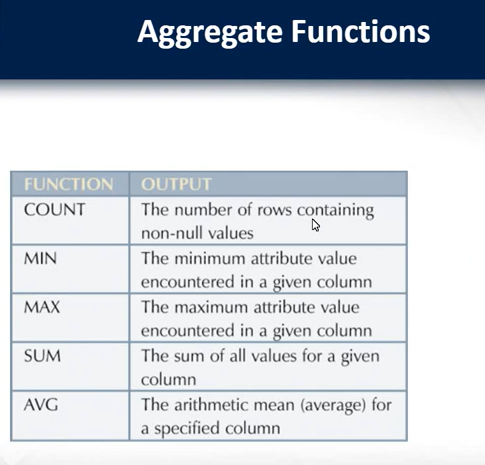 Aggregate Functions
FUNCTION OUTPUT
COUNT The number of rows containing
non-null values
MIN The minimum attribute value
encountered in a given column
MAX The maximum attribute value
encountered in a given column
SUM The sum of all values for a given
column
AVG The arithmetic mean (average) for
a specified column